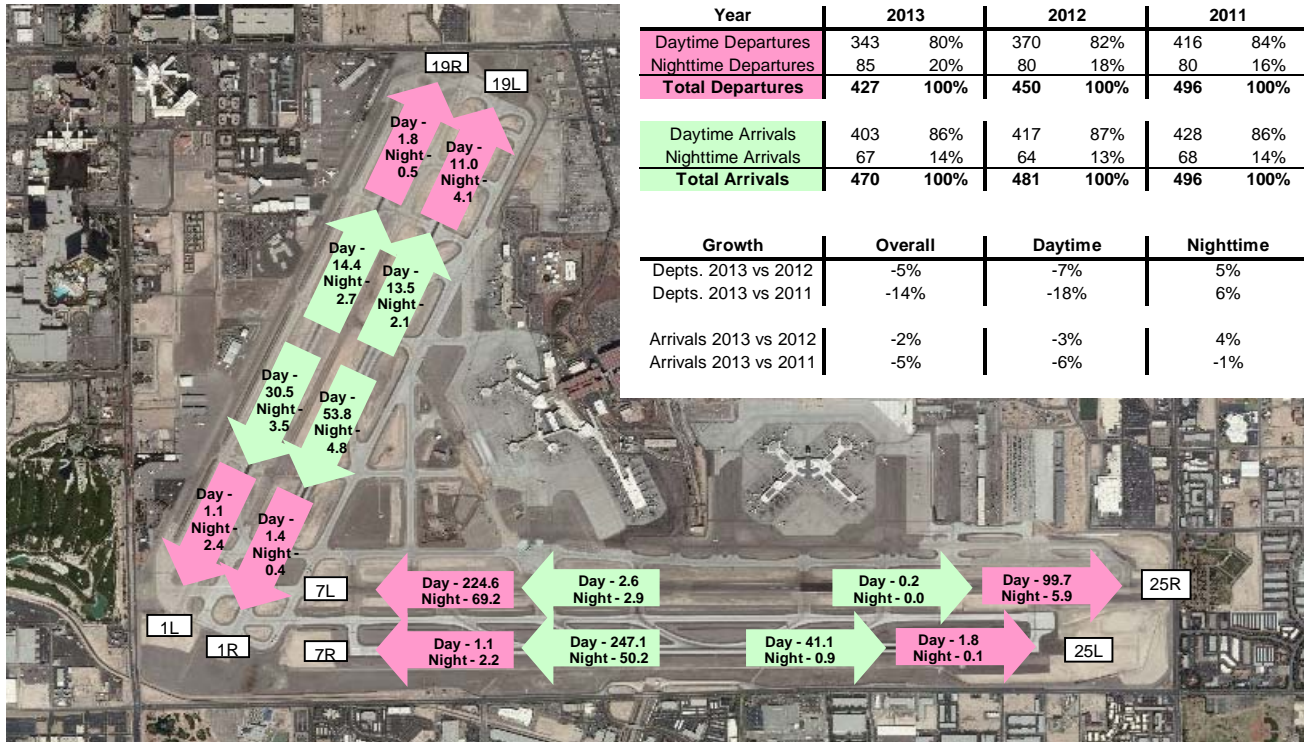 Year 2013 2012 2011
Daytime Departures 343 80% 370 82% 416 84%
Nighttime Departures 85 20% 80 18% 80 16%
Total Departures 427 100% 450 100% 496 100%
Daytime Arrivals 403 86% 417 87% 428 86%
Nighttime Arrivals 67 14% 64 13% 68 14%
Total Arrivals 470 100% 481 100% 496 100%
Growth Overall Daytime Nighttime
Depts. 2013 vs 2012 -5% -7% 5%
Depts. 2013 vs 2011 -14% -18% 6%
Arrivals 2013 vs 2012 -2% -3% 4%
Arrivals 2013 vs 2011 -5% -6% -1%
19R
19L
Day -
1.8
Night -
0.5
Day -
11.0
Night -
4.1
Day -
14.4
Night -
2.7
Day -
13.5
Night -
2.1
Day -
30.5
Night -
3.5
Day -
53.8
Night -
4.8
Day -
1.1
Night -
2.4
Day -
1.4
Night -
0.4
1L
1R
7L
Day - 224.6
Night - 69.2
Day - 2.6
Night - 2.9
Day - 0.2
Night - 0.0
Day - 99.7
Night - 5.9
25R
7R
Day - 1.1
Night - 2.2
Day - 247.1
Night - 50.2
Day - 41.1
Night - 0.9
Day - 1.8
Night - 0.1
25L